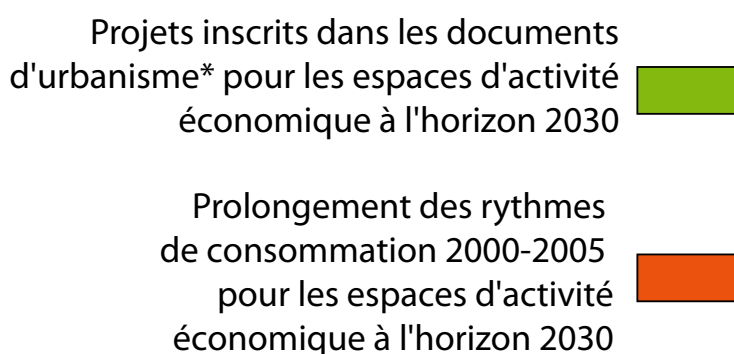 Projets inscrits dans les documents
d'urbanisme* pour les espaces d'activité
économique à l'horizon 2030
Prolongement des rythmes
de consommation 2000-2005
pour les espaces d'activité
économique à l'horizon 2030